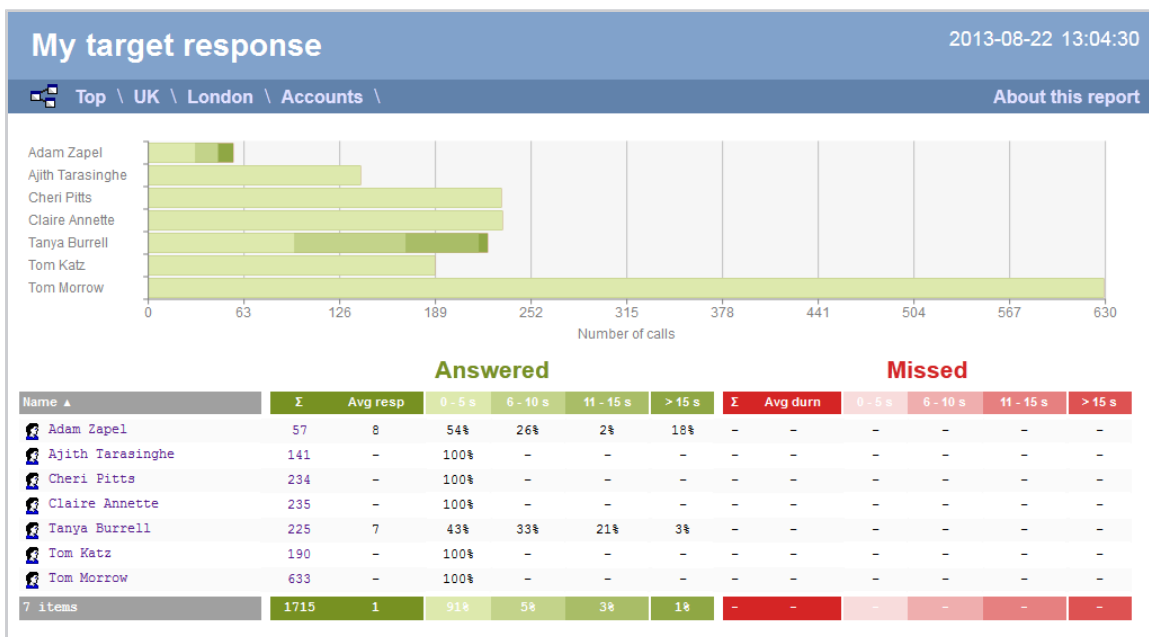 My target response 2013-08-22 13:04:30
Top \ UK \ London \ Accounts \ About this report
Adam Zapel
Ajith Tarasinghe
Cheri Pitts
Claire Annette
Tanya Burrell
Tom Katz
Tom Morrow
0 63 126 189 252 315 378 441 504 567 630
Number of calls
Answered Missed
Name ▲ Σ Avg resp 0 - 5 s 6 - 10 s 11 - 15 s > 15 s Σ Avg durn 0 - 5 s 6 - 10 s 11 - 15 s > 15 s
Adam Zapel 57 8 54% 26% 2% 18% - - - - - -
Ajith Tarasinghe 141 - 100% - - - - - - - - -
Cheri Pitts 234 - 100% - - - - - - - - -
Claire Annette 235 - 100% - - - - - - - - -
Tanya Burrell 225 7 43% 33% 21% 3% - - - - - -
Tom Katz 190 - 100% - - - - - - - - -
Tom Morrow 633 - 100% - - - - - - - - -
7 items 1715 1 91% 5% 3% 1% - - - - - -